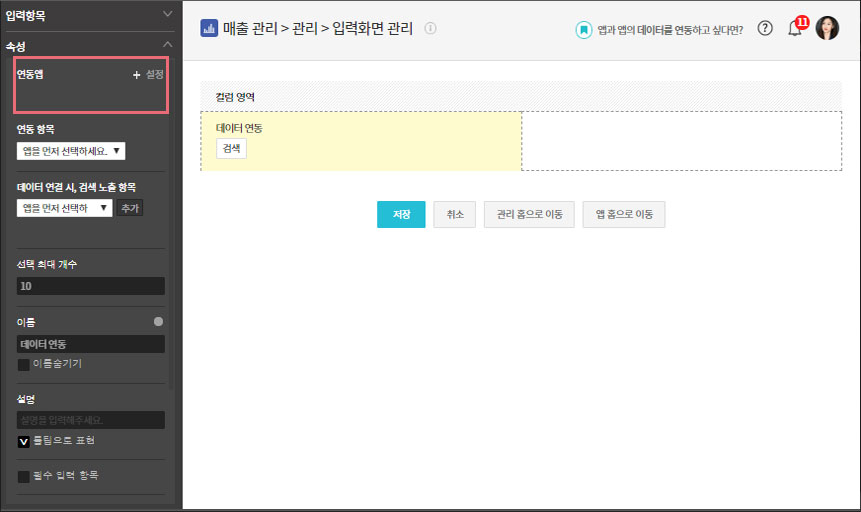 입력항목
속성
연동앱 + 설정
연동 항목
앱을 먼저 선택하세요. ▼
데이터 연결 시, 검색 노출 항목
앱을 먼저 선택하 ▼ 추가
선택 최대 개수
10
이름
데이터 연동
이름숨기기
설명
설명을 입력해주세요.
툴팁으로 표현
필수 입력 항목
매출 관리 > 관리 > 입력화면 관리
앱과 앱의 데이터를 연동하고 싶다면?
11
컬럼 영역
데이터 연동
검색
저장 취소 관리 홈으로 이동 앱 홈으로 이동